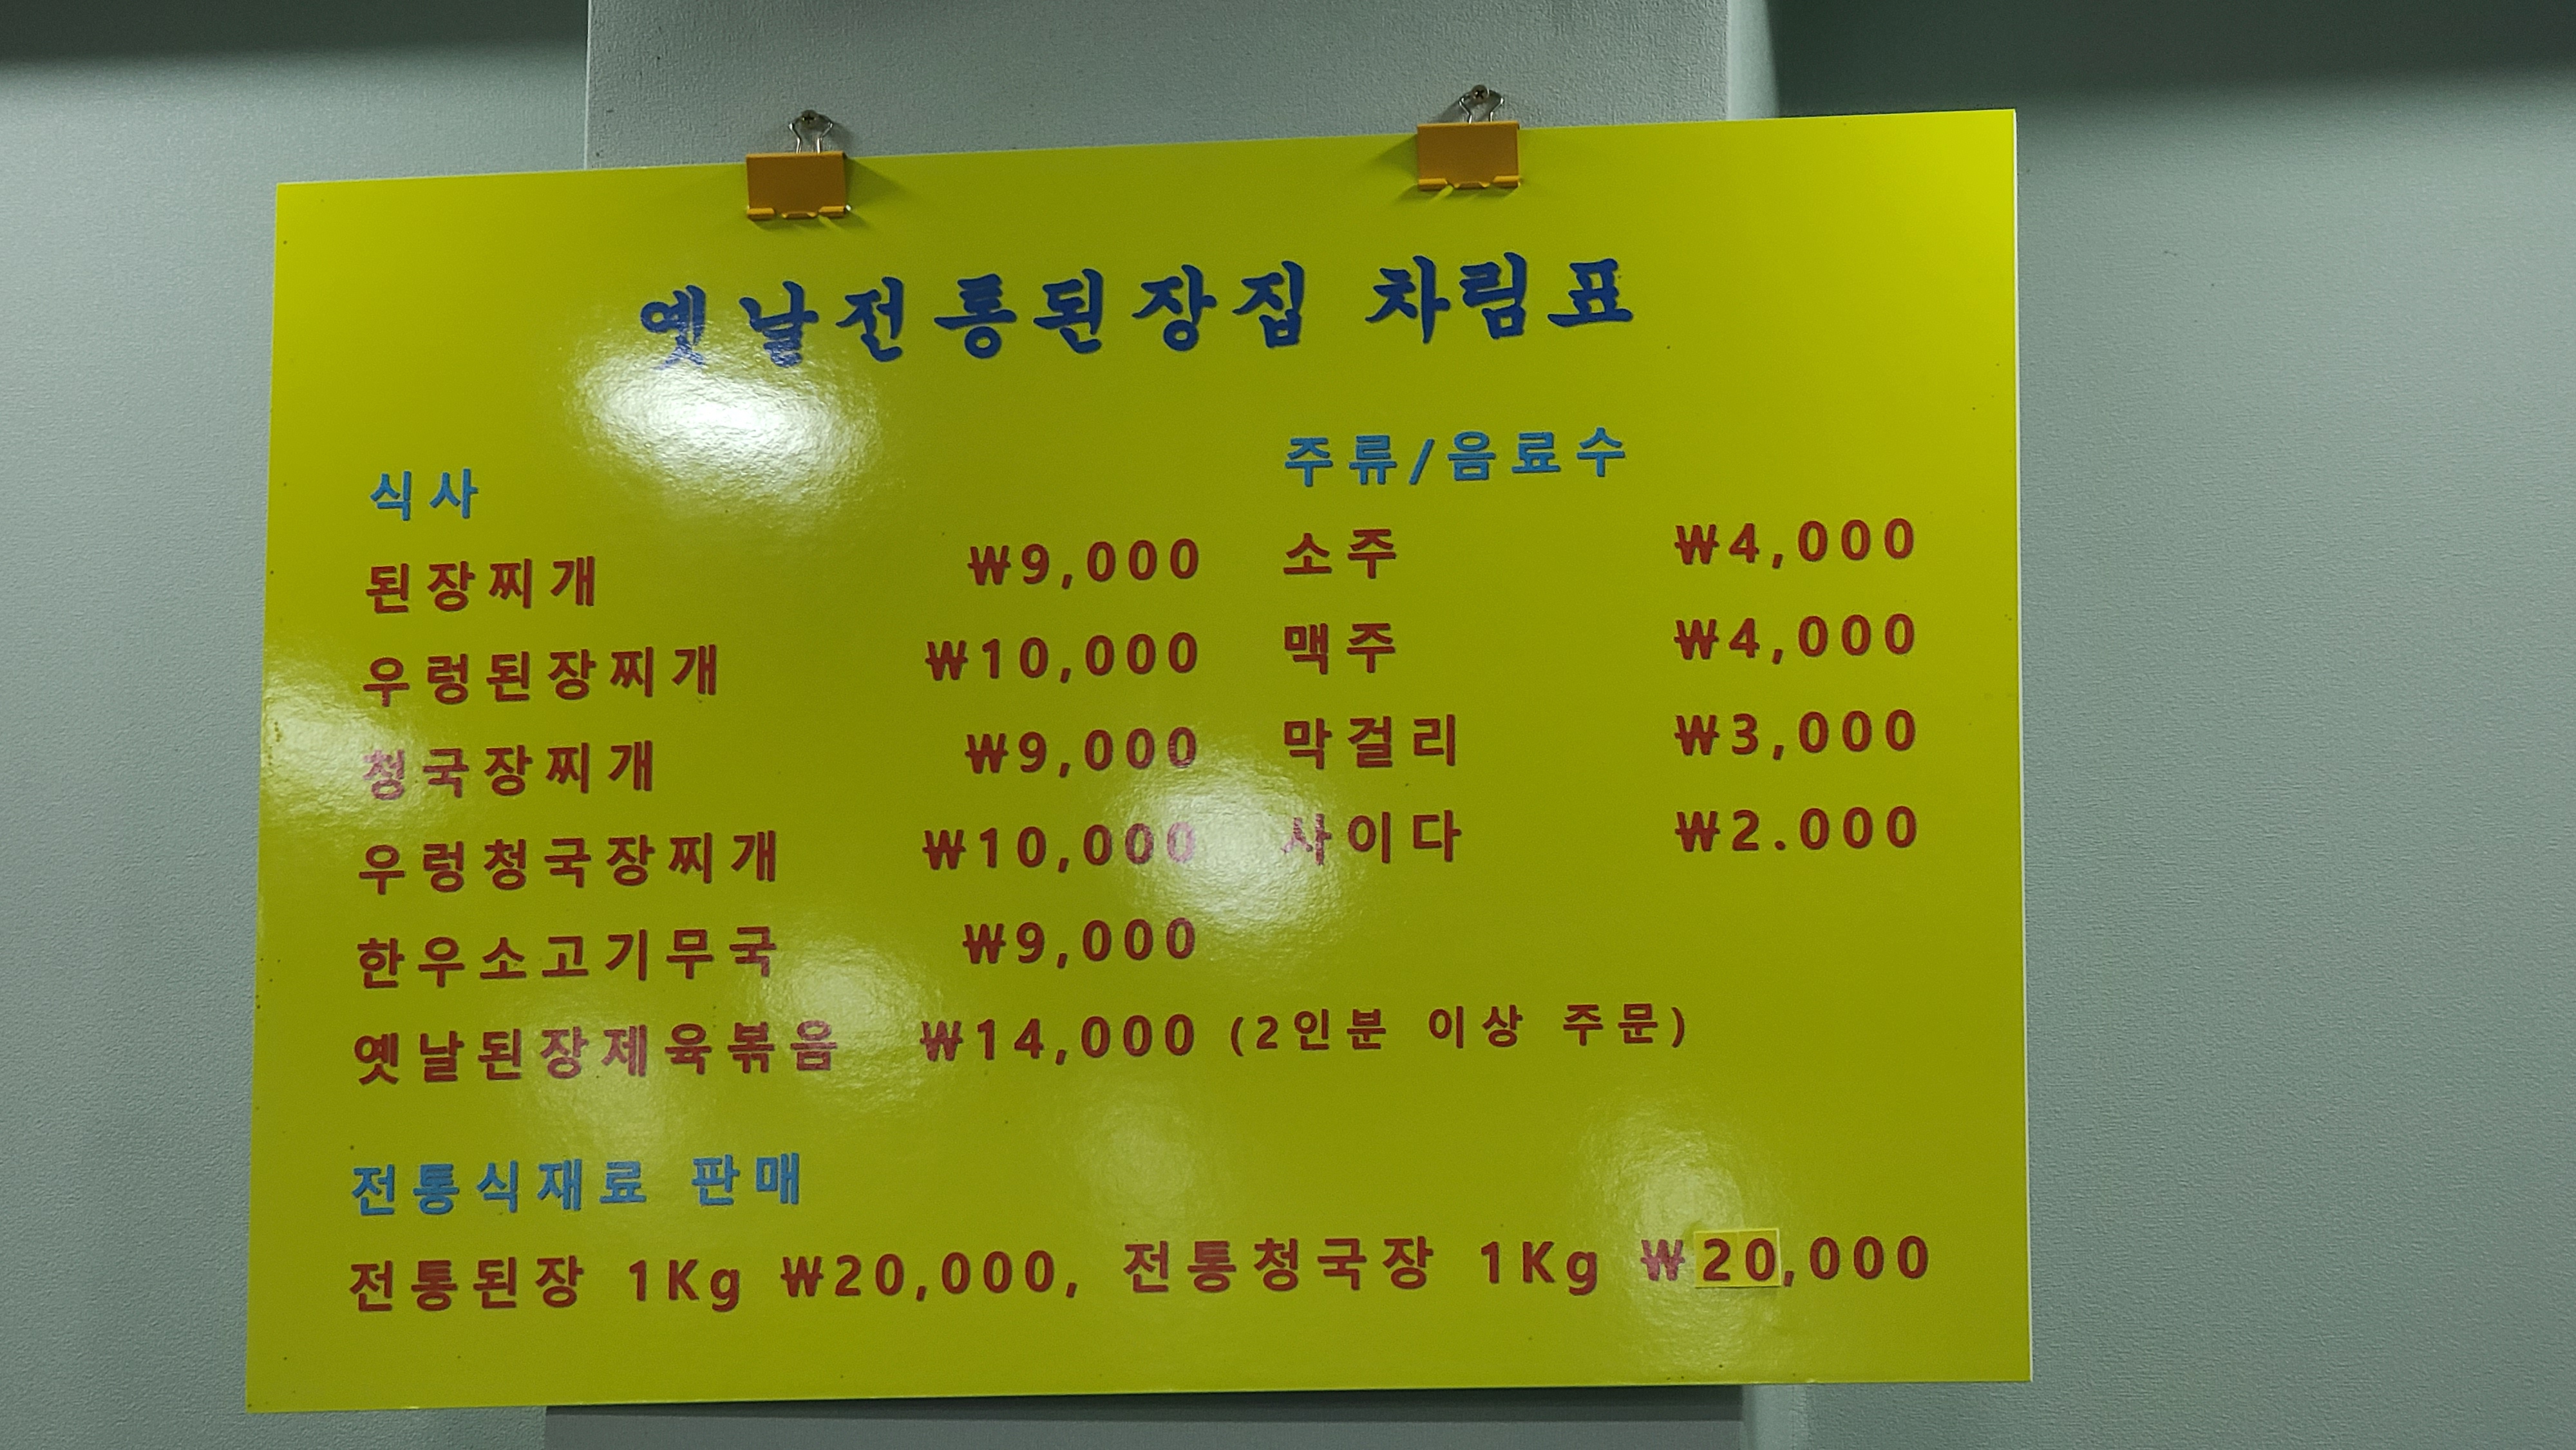 옛날전통된장집 차림표
식사
된장찌개 ₩9,000
우렁된장찌개 ₩10,000
청국장찌개 ₩9,000
우렁청국장찌개 ₩10,000
한우소고기무국 ₩9,000
옛날된장제육볶음 ₩14,000 (2인분 이상 주문)
주류/음료수
소주 ₩4,000
맥주 ₩4,000
막걸리 ₩3,000
사이다 ₩2.000
전통식재료 판매
전통된장 1Kg ₩20,000, 전통청국장 1Kg ₩20,000